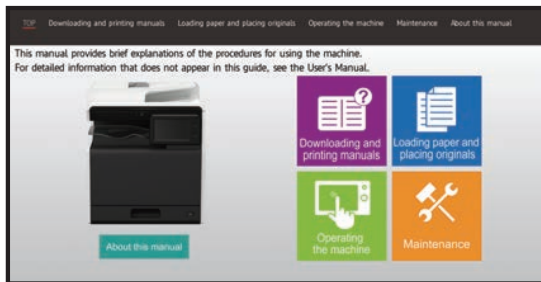 TOP Downloading and printing manuals Loading paper and placing originals Operating the machine Maintenance About this manual
This manual provides brief explanations of the procedures for using the machine.
For detailed information that does not appear in this guide, see the User's Manual.
?
Downloading and
printing manuals
Loading paper and
placing originals
Operating
the machine
Maintenance
About this manual